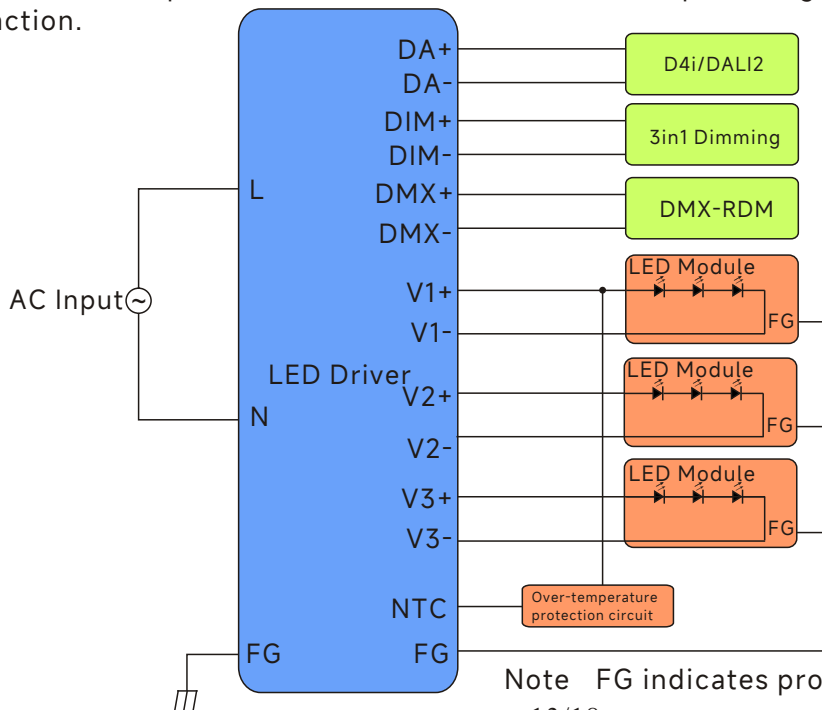 DA+
D4i/DALI2
DA-
DIM+
3in1 Dimming
DIM-
DMX+
DMX-RDM
DMX-
L
AC Input
~
LED Module
V1+
FG
V1-
LED Driver
LED Module
V2+
N
FG
V2-
LED Module
V3+
FG
V3-
NTC
Over-temperature
protection circuit
FG
FG
Note FG indicates